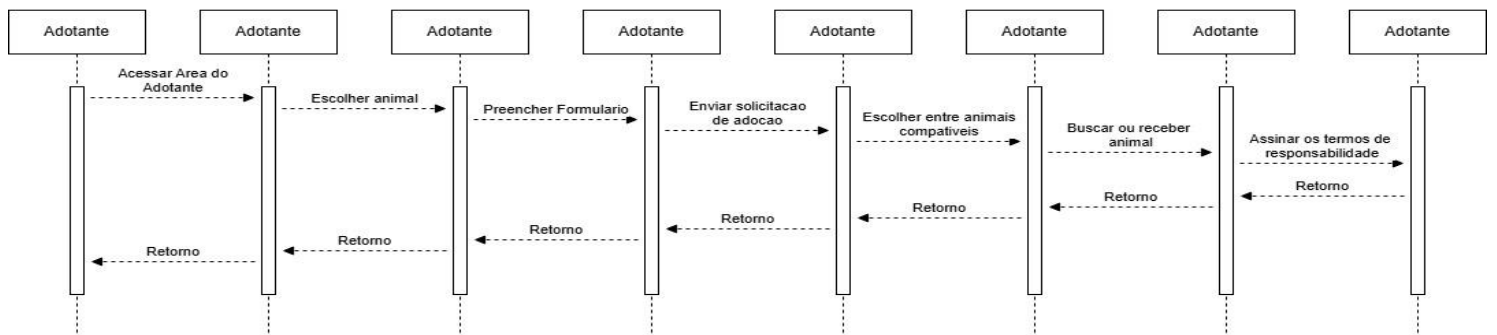 Adotante
Adotante
Adotante
Adotante
Adotante
Adotante
Adotante
Adotante
Acessar Area do
Adotante
Escolher animal
Preencher Formulario
Enviar solicitacao
de adocao
Escolher entre animais
compativeis
Buscar ou receber
animal
Assinar os termos de
responsabilidade
Retorno
Retorno
Retorno
Retorno
Retorno
Retorno
Retorno